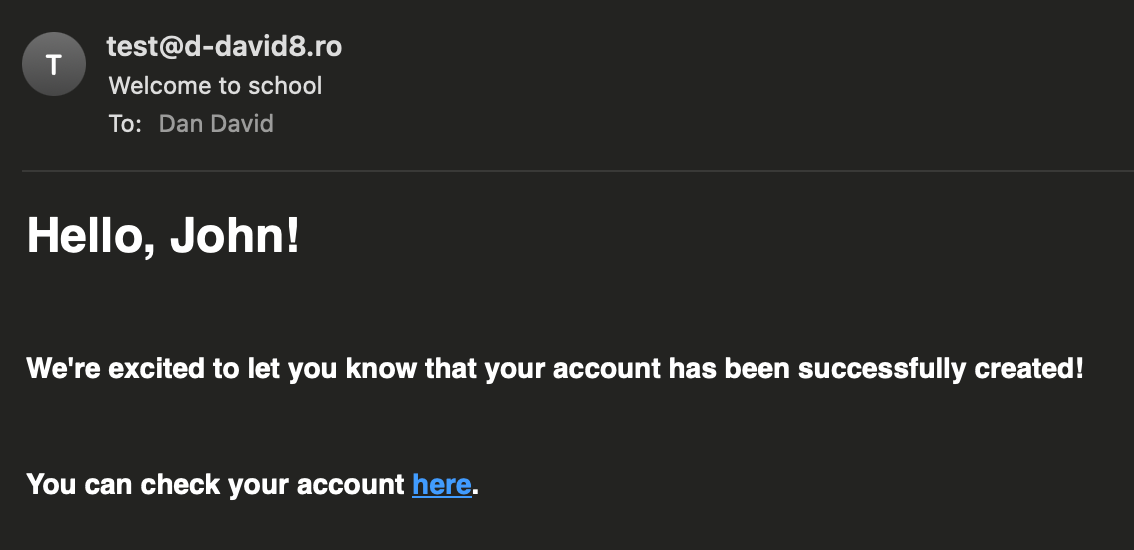 T
test@d-david8.ro
Welcome to school
To: Dan David
Hello, John!
We're excited to let you know that your account has been successfully created!
You can check your account here.